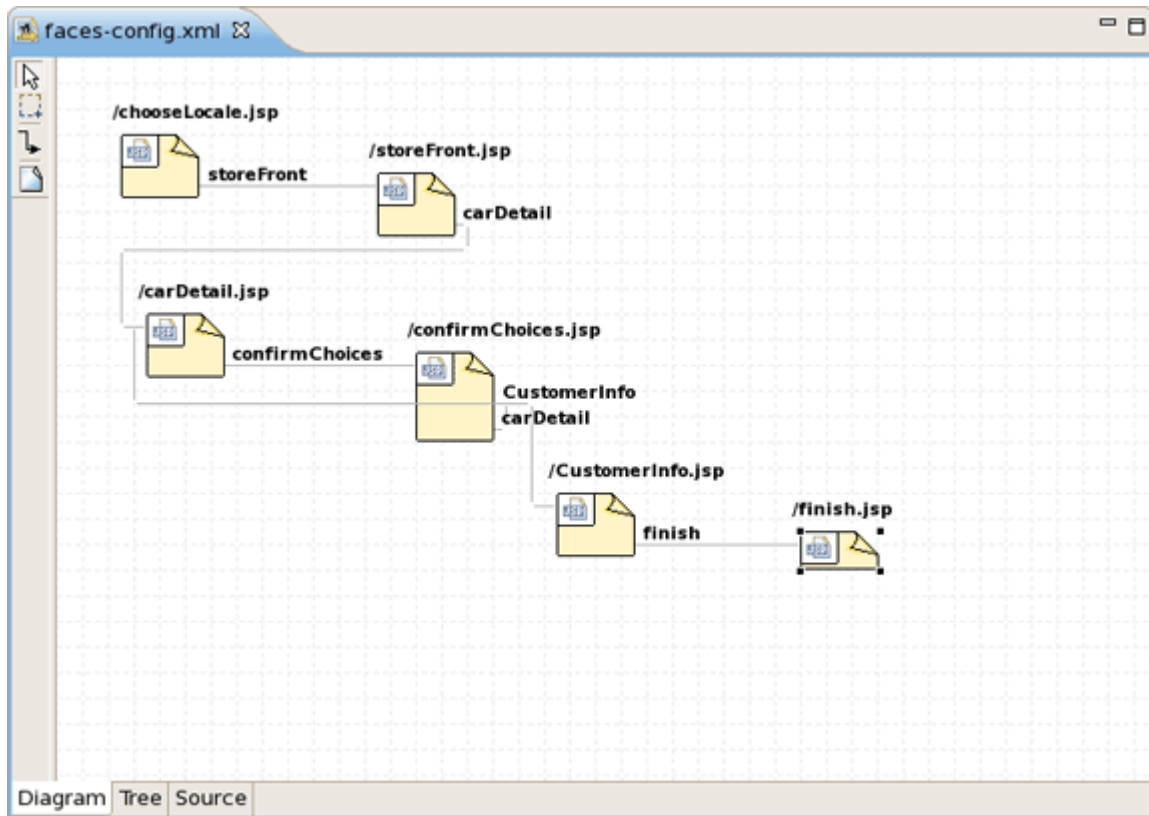 faces-config.xml
/chooseLocale.jsp
storeFront
/storeFront.jsp
carDetail
/carDetail.jsp
confirmChoices
/confirmChoices.jsp
CustomerInfo
carDetail
/CustomerInfo.jsp
finish
/finish.jsp
Diagram Tree Source